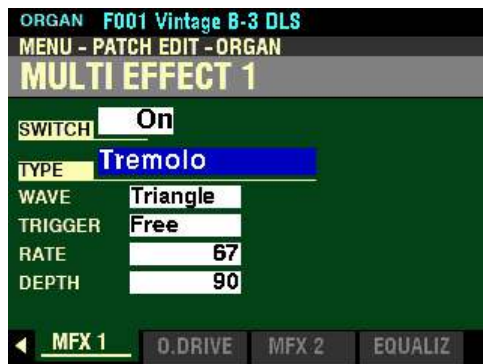 ORGAN F001 Vintage B-3 DLS
MENU - PATCH EDIT - ORGAN
MULTI EFFECT 1
SWITCH On
TYPE Tremolo
WAVE Triangle
TRIGGER Free
RATE 67
DEPTH 90
MFX 1 O.DRIVE MFX 2 EQUALIZ